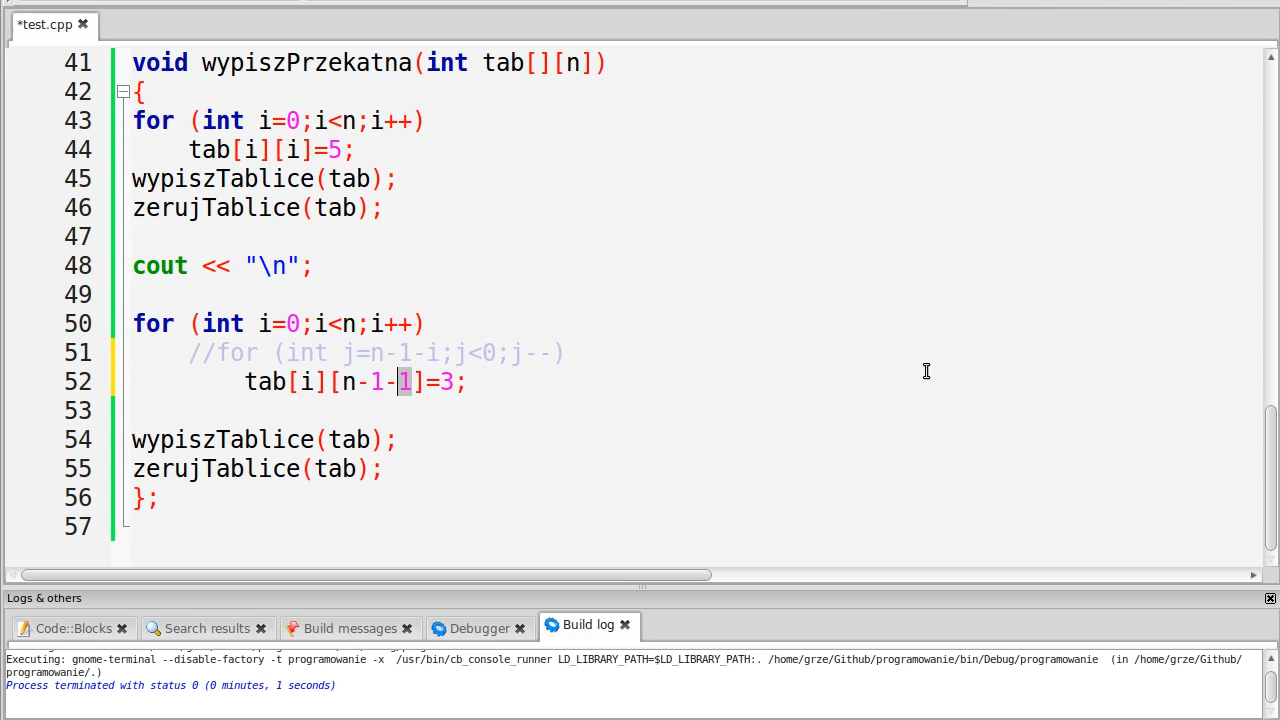 *test.cpp
41 void wypiszPrzekatna(int tab[][n])
42 {
43 for (int i=0;i<n;i++)
44 tab[i][i]=5;
45 wypiszTablice(tab);
46 zerujTablice(tab);
47
48 cout << "\n";
49
50 for (int i=0;i<n;i++)
51 //for (int j=n-1-i;j<0;j--)
52 tab[i][n-1-1]=3;
53
54 wypiszTablice(tab);
55 zerujTablice(tab);
56 };
57
Logs & others
Code::Blocks Search results Build messages Debugger Build log
Executing: gnome-terminal --disable-factory -t programowanie -x /usr/bin/cb_console_runner LD_LIBRARY_PATH=$LD_LIBRARY_PATH:. /home/grze/Github/programowanie/bin/Debug/programowanie (in /home/grze/Github/
programowanie/.)
Process terminated with status 0 (0 minutes, 1 seconds)